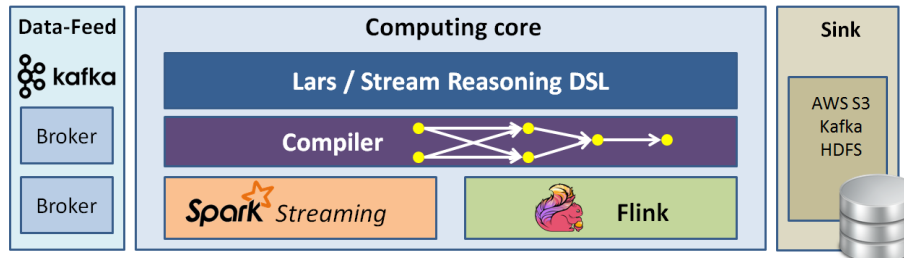 Data-Feed
kafka
Broker
Broker
Computing core
Lars / Stream Reasoning DSL
Compiler
Spark Streaming
Flink
Sink
AWS S3
Kafka
HDFS